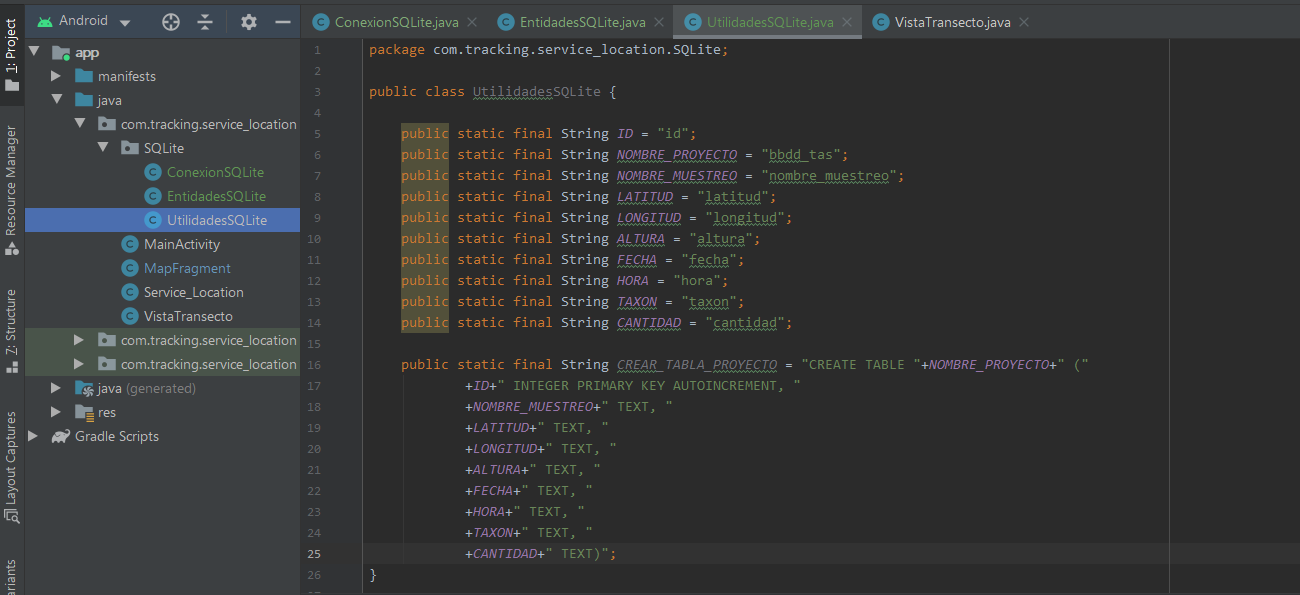 Android
ConexionSQLite.java
EntidadesSQLite.java
UtilidadesSQLite.java
VistaTransecto.java
1: Project
Resource Manager
Z: Structure
Layout Captures
app
manifests
java
com.tracking.service_location
SQLite
ConexionSQLite
EntidadesSQLite
UtilidadesSQLite
MainActivity
MapFragment
Service_Location
VistaTransecto
com.tracking.service_location
com.tracking.service_location
java (generated)
res
Gradle Scripts
1 package com.tracking.service_location.SQLite;
2
3 public class UtilidadesSQLite {
4
5 public static final String ID = "id";
6 public static final String NOMBRE_PROYECTO = "bbdd_tas";
7 public static final String NOMBRE_MUESTREO = "nombre_muestreo";
8 public static final String LATITUD = "latitud";
9 public static final String LONGITUD = "longitud";
10 public static final String ALTURA = "altura";
11 public static final String FECHA = "fecha";
12 public static final String HORA = "hora";
13 public static final String TAXON = "taxon";
14 public static final String CANTIDAD = "cantidad";
15
16 public static final String CREAR_TABLA_PROYECTO = "CREATE TABLE "+NOMBRE_PROYECTO+" ("
17 +ID+" INTEGER PRIMARY KEY AUTOINCREMENT, "
18 +NOMBRE_MUESTREO+" TEXT, "
19 +LATITUD+" TEXT, "
20 +LONGITUD+" TEXT, "
21 +ALTURA+" TEXT, "
22 +FECHA+" TEXT, "
23 +HORA+" TEXT, "
24 +TAXON+" TEXT, "
25 +CANTIDAD+" TEXT)";
26 }